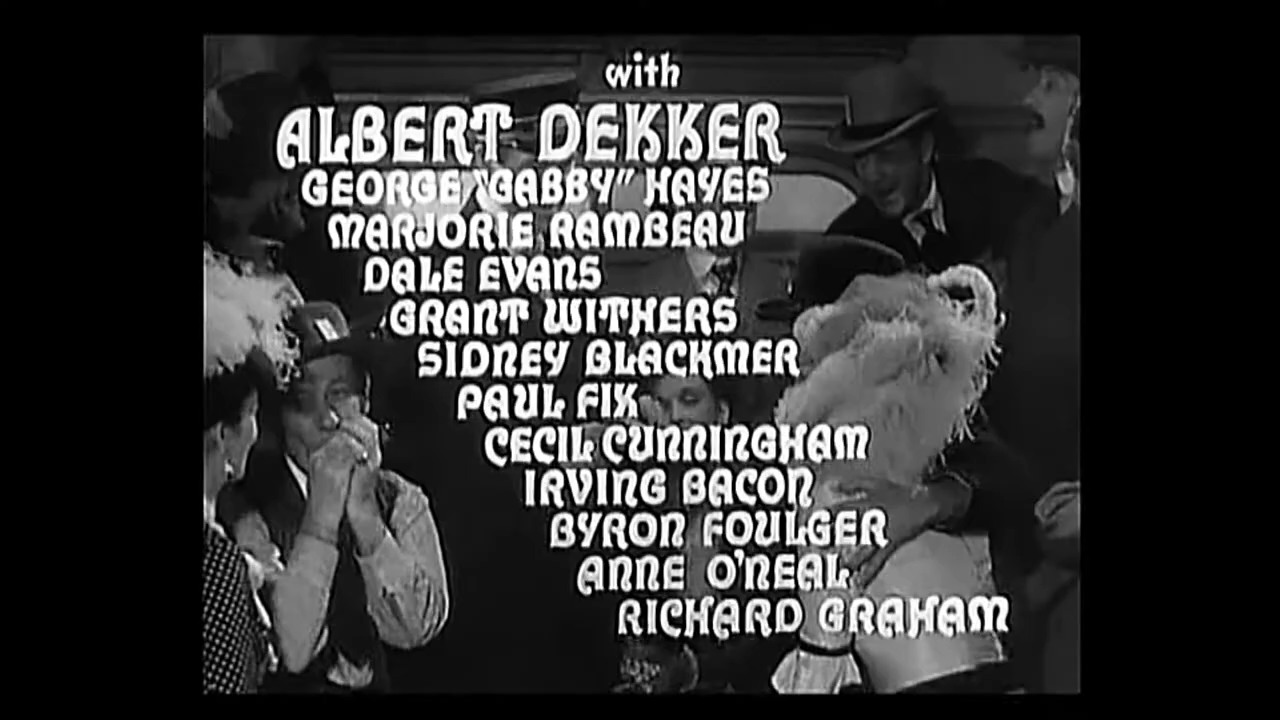 with
ALBERT DEKKER
GEORGE "GABBY" HAYES
MARJORIE RAMBEAU
DALE EVANS
GRANT WITHERS
SIDNEY BLACKMER
PAUL FIX
CECIL CUNNINGHAM
IRVING BACON
BYRON FOULGER
ANNE O'NEAL
RICHARD GRAHAM